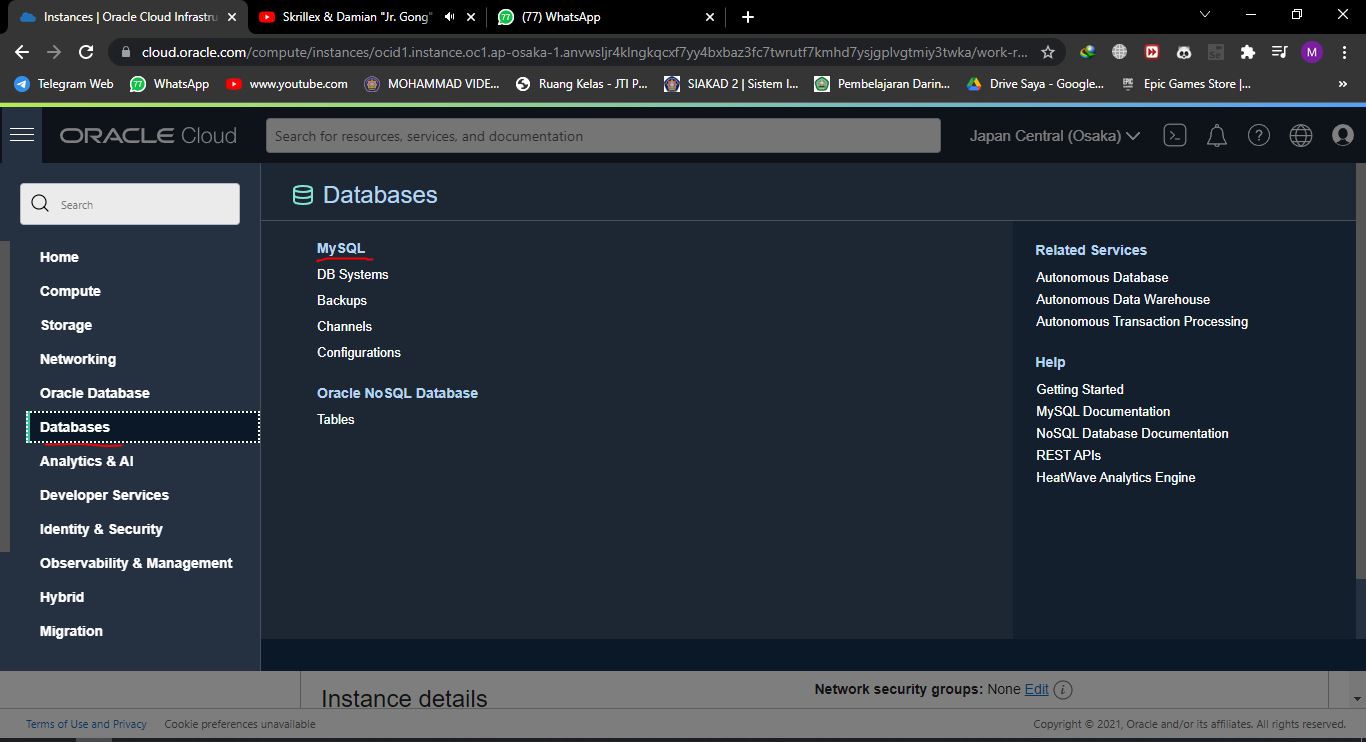 Instances | Oracle Cloud Infrastru
Skrillex & Damian "Jr. Gong"
(77) WhatsApp
cloud.oracle.com/compute/instances/ocid1.instance.oc1.ap-osaka-1.anvwsljr4klngkqcxf7yy4bxbaz3fc7twrutf7kmhd7ysjgplvgtmiy3twka/work-r...
M
Telegram Web
77 WhatsApp
www.youtube.com
MOHAMMAD VIDE...
Ruang Kelas - JTI P...
SIAKAD 2 | Sistem I...
Pembelajaran Darin...
Drive Saya - Google...
Epic Games Store |...
»
ORACLE Cloud
Search for resources, services, and documentation
Japan Central (Osaka)
Search
Home
Compute
Storage
Networking
Oracle Database
Databases
Analytics & AI
Developer Services
Identity & Security
Observability & Management
Hybrid
Migration
Databases
MySQL
DB Systems
Backups
Channels
Configurations
Oracle NoSQL Database
Tables
Related Services
Autonomous Database
Autonomous Data Warehouse
Autonomous Transaction Processing
Help
Getting Started
MySQL Documentation
NoSQL Database Documentation
REST APIs
HeatWave Analytics Engine
Instance details
Network security groups: None Edit
Terms of Use and Privacy Cookie preferences unavailable
Copyright © 2021, Oracle and/or its affiliates. All rights reserved.